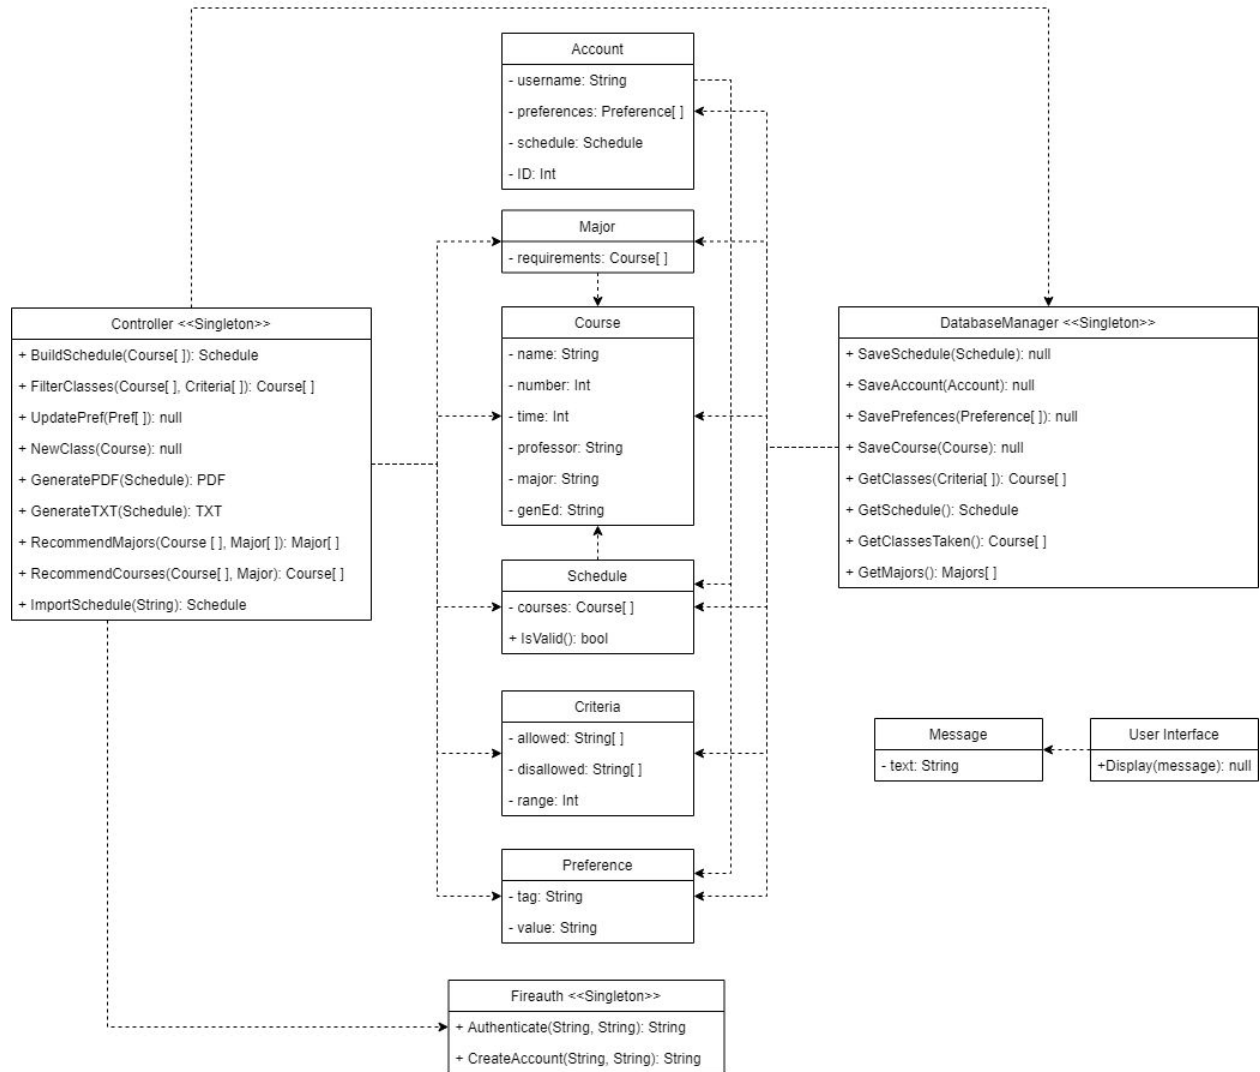 Account
- username: String
- preferences: Preference[ ]
- schedule: Schedule
- ID: Int
Major
- requirements: Course[ ]
Controller <<Singleton>>
+ BuildSchedule(Course[ ]): Schedule
+ FilterClasses(Course[ ], Criteria[ ]): Course[ ]
+ UpdatePref(Pref[ ]): null
+ NewClass(Course): null
+ GeneratePDF(Schedule): PDF
+ GenerateTXT(Schedule): TXT
+ RecommendMajors(Course [ ], Major[ ]): Major[ ]
+ RecommendCourses(Course[ ], Major): Course[ ]
+ ImportSchedule(String): Schedule
Course
- name: String
- number: Int
- time: Int
- professor: String
- major: String
- genEd: String
DatabaseManager <<Singleton>>
+ SaveSchedule(Schedule): null
+ SaveAccount(Account): null
+ SavePrefences(Preference[ ]): null
+ SaveCourse(Course): null
+ GetClasses(Criteria[ ]): Course[ ]
+ GetSchedule(): Schedule
+ GetClassesTaken(): Course[ ]
+ GetMajors(): Majors[ ]
Schedule
- courses: Course[ ]
+ IsValid(): bool
Criteria
- allowed: String[ ]
- disallowed: String[ ]
- range: Int
Message
- text: String
User Interface
+Display(message): null
Preference
- tag: String
- value: String
Fireauth <<Singleton>>
+ Authenticate(String, String): String
+ CreateAccount(String, String): String